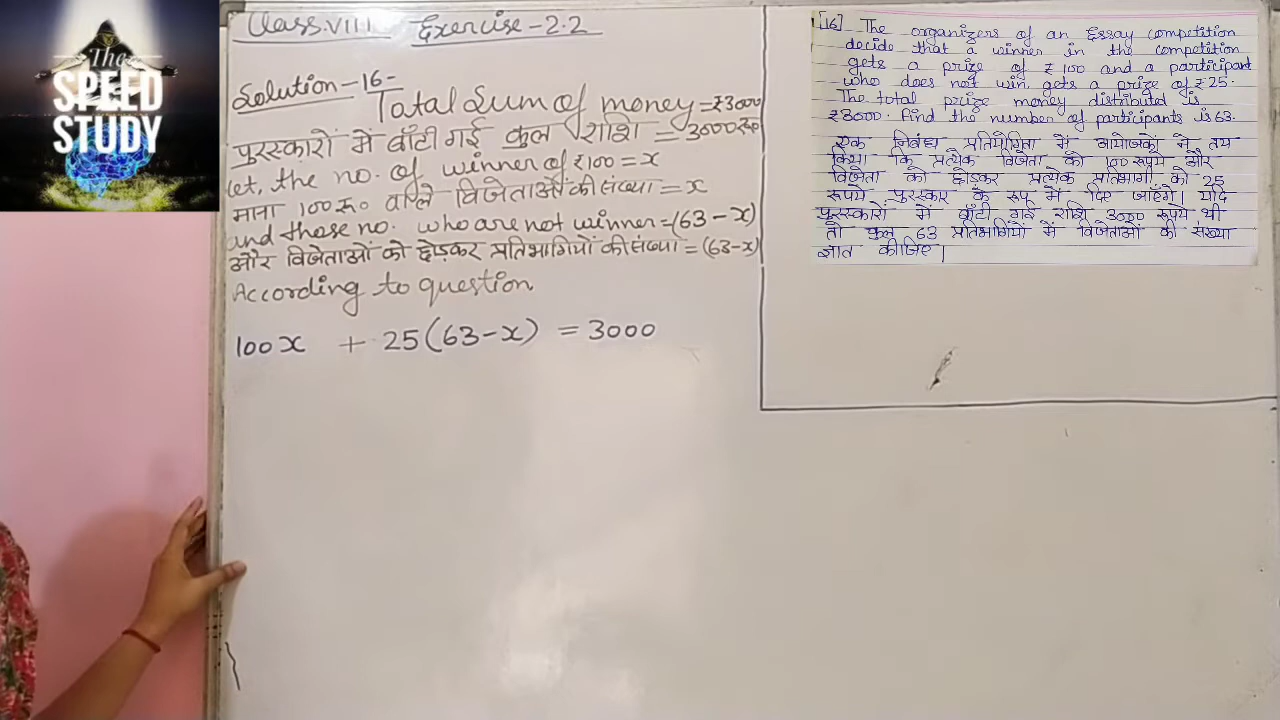 The
SPEED
STUDY
Class.VIII Exercise-2.2
Solution-16-
Total Sum of money=₹3000
पुरस्कारों में बाँटी गई कुल राशि = 3000रू०
Let, the no. of winner of ₹100=x
माना 100रू० वाले विजेताओं की संख्या=x
and those no. who are not winner=(63-x)
और विजेताओं को छोड़कर प्रतिभागियों की संख्या=(63-x)
According to question
100x + 25(63-x) = 3000
[16] The organizers of an Essay competition
decide that a winner in the competition
gets a prize of ₹100 and a participant
who does not win gets a prize of ₹25
The total prize money distributed is
₹3000. Find the number of participant is 63.
एक निबंध प्रतियोगिता में आयोजकों ने तय
किया कि प्रत्येक विजेता को 100 रूपये और
विजेता को छोड़कर प्रत्येक प्रतिभागी को 25
रूपये पुरस्कार के रूप में दिए जाएंगे यदि
पुरस्कारों में बाँटी गई राशि 3000 रूपये थी
तो कुल 63 प्रतिभागियों में विजेताओं की संख्या
ज्ञात कीजिए।